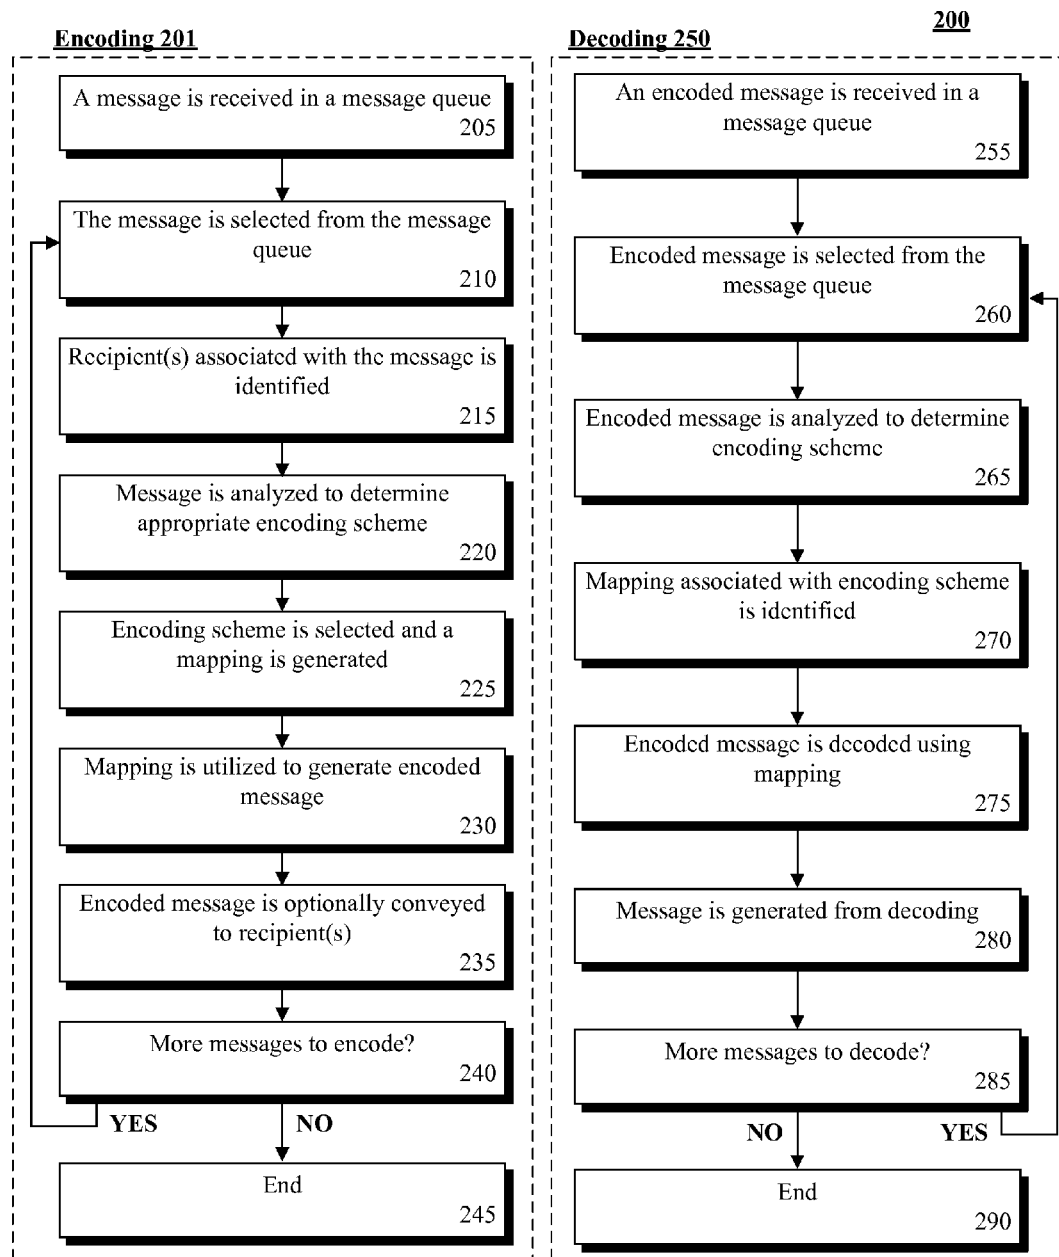 200
Encoding 201
A message is received in a message queue
205
The message is selected from the message
queue
210
Recipient(s) associated with the message is
identified
215
Message is analyzed to determine
appropriate encoding scheme
220
Encoding scheme is selected and a
mapping is generated
225
Mapping is utilized to generate encoded
message
230
Encoded message is optionally conveyed
to recipient(s)
235
More messages to encode?
240
YES
NO
End
245
Decoding 250
An encoded message is received in a
message queue
255
Encoded message is selected from the
message queue
260
Encoded message is analyzed to determine
encoding scheme
265
Mapping associated with encoding scheme
is identified
270
Encoded message is decoded using
mapping
275
Message is generated from decoding
280
More messages to decode?
285
NO
YES
End
290